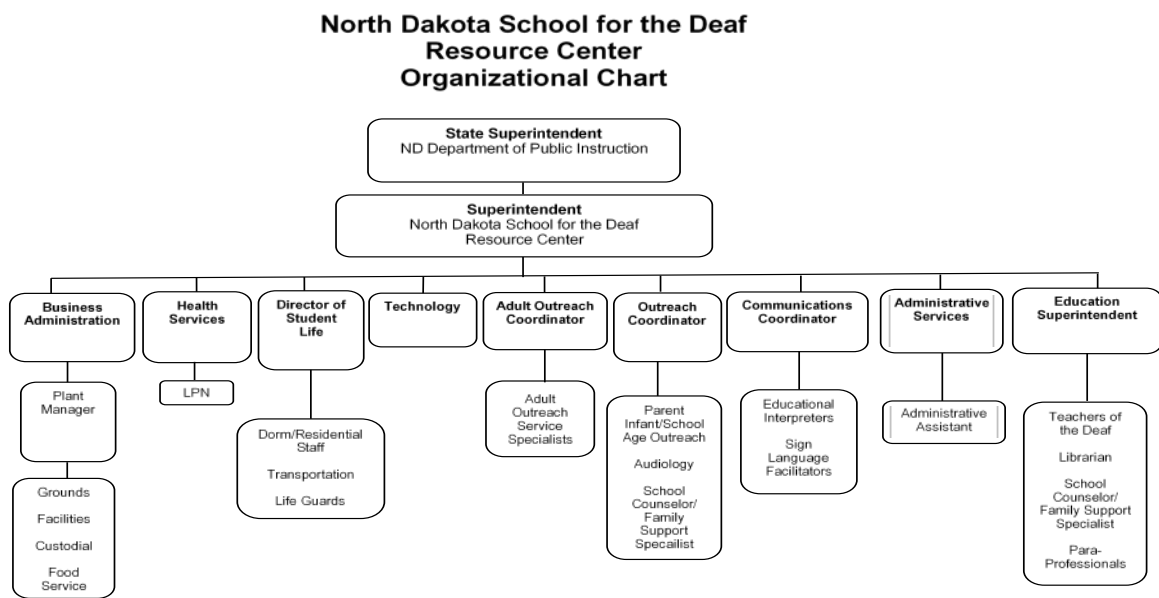 North Dakota School for the Deaf
Resource Center
Organizational Chart
State Superintendent
ND Department of Public Instruction
Superintendent
North Dakota School for the Deaf
Resource Center
Business
Administration
Health
Services
Director of
Student
Life
Technology
Adult Outreach
Coordinator
Outreach
Coordinator
Communications
Coordinator
Administrative
Services
Education
Superintendent
Plant
Manager
LPN
Dorm/Residential
Staff
Transportation
Life Guards
Adult
Outreach
Service
Specialists
Parent
Infant/School
Age Outreach
Audiology
School
Counselor/
Family
Support
Specailist
Educational
Interpreters
Sign
Language
Facilitators
Administrative
Assistant
Teachers of
the Deaf
Librarian
School
Counselor/
Family Support
Specialist
Para-
Professionals
Grounds
Facilities
Custodial
Food
Service